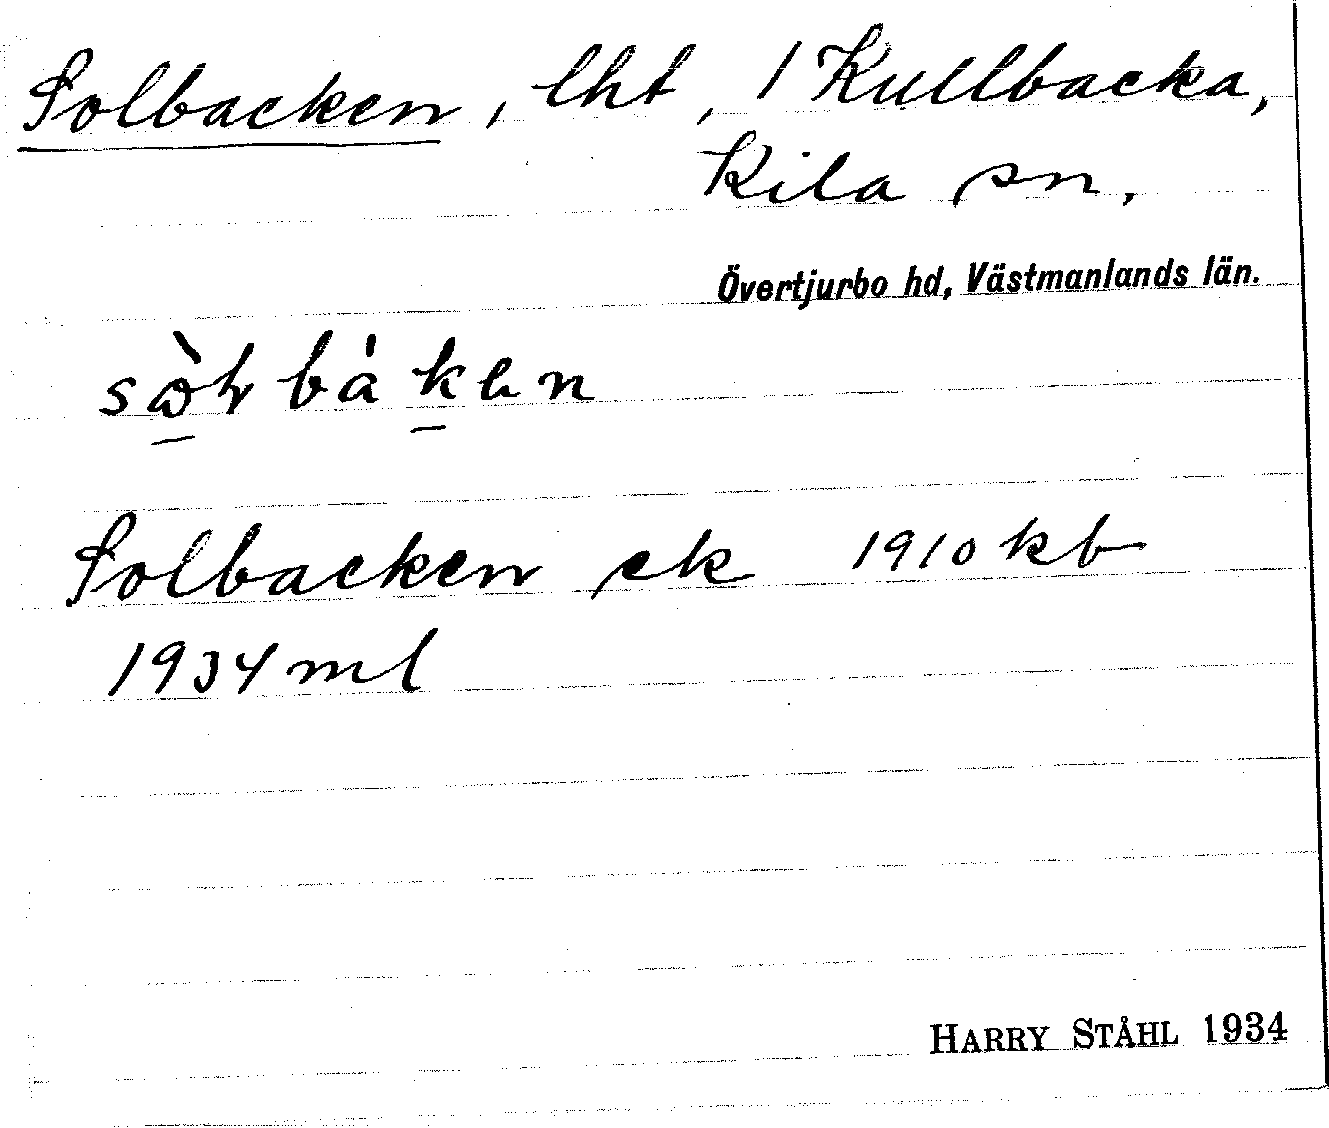 Solbacken, lht, 1 Kullbacka,
Kila sn,
Övertjurbo hd, Västmanlands län.
Solbacken ek 1910 kb
1934 ml
HARRY STÅHL 1934